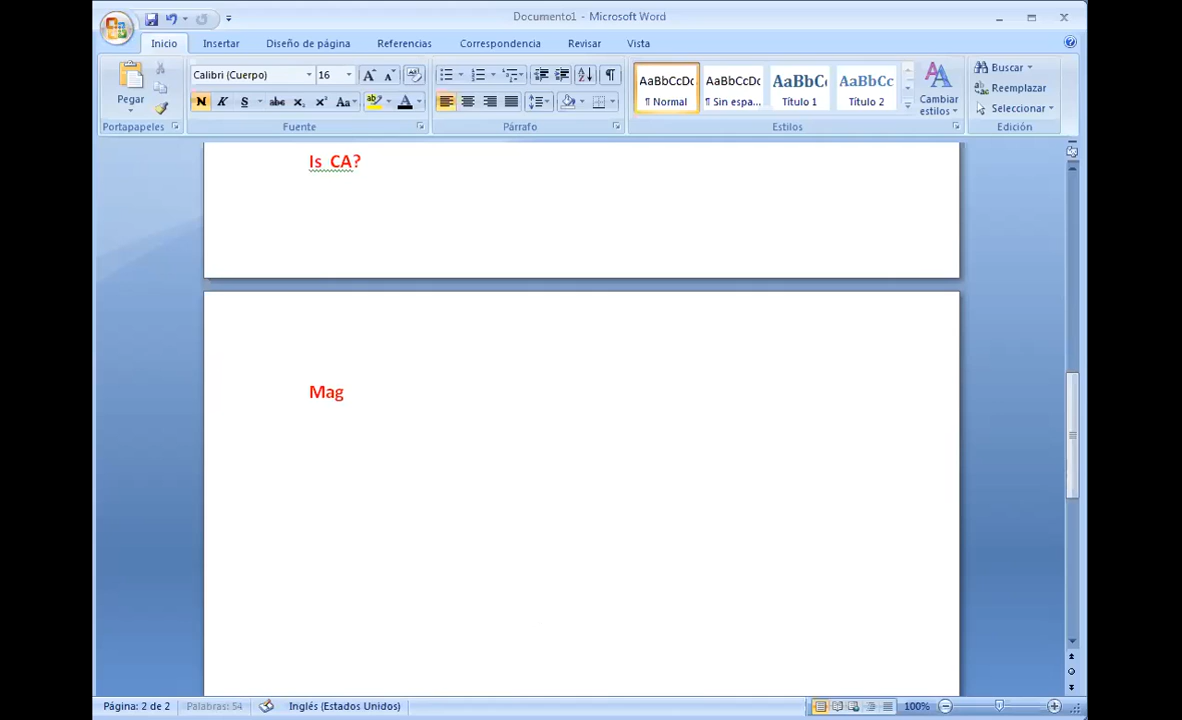 Documento1 - Microsoft Word
Inicio Insertar Diseño de página Referencias Correspondencia Revisar Vista
Pegar
Portapapeles
Calibri (Cuerpo) 16
N K S abc x₂ x² Aa
Fuente
Párrafo
AaBbCcDc AaBbCcDc AaBbC( AaBbCc
¶ Normal ¶ Sin espa... Título 1 Título 2
Cambiar estilos
Estilos
Buscar
Reemplazar
Seleccionar
Edición
Is CA?
Mag
Página: 2 de 2 Palabras: 54 Inglés (Estados Unidos) 100%